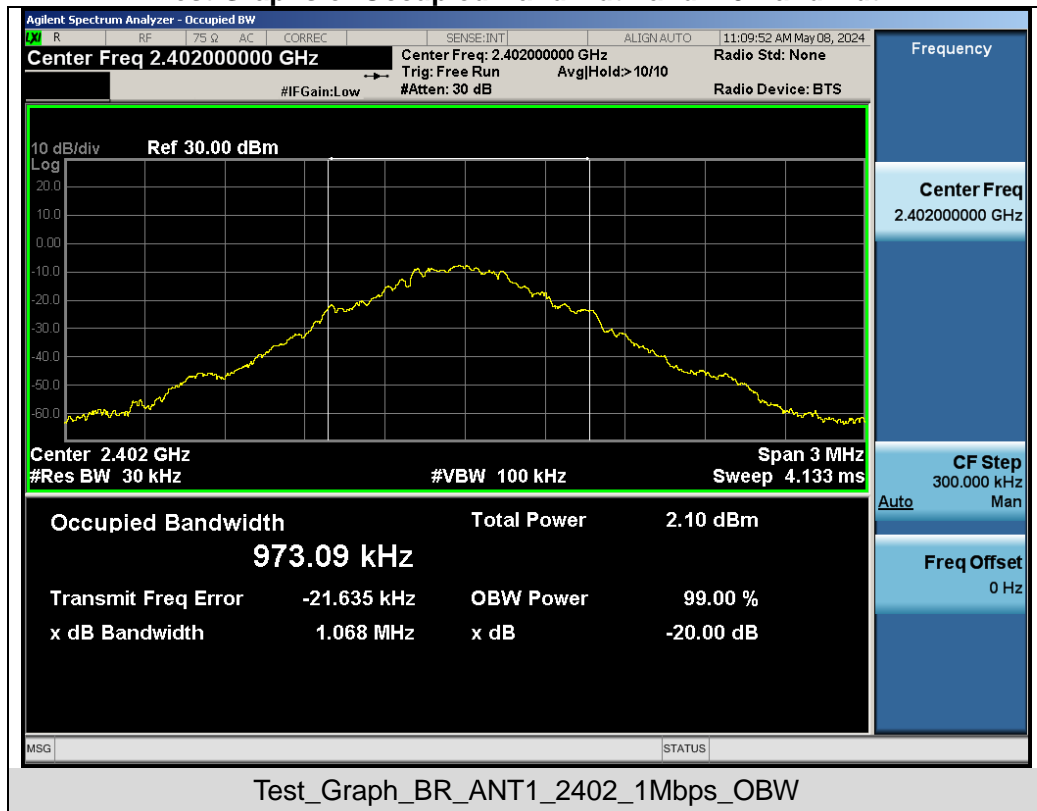 Agilent Spectrum Analyzer - Occupied BW
LXI R RF 75 Ω AC CORREC SENSE:INT ALIGN AUTO 11:09:52 AM May 08, 2024
Center Freq 2.402000000 GHz
Center Freq: 2.402000000 GHz
Radio Std: None
Trig: Free Run Avg|Hold:> 10/10
#IFGain:Low
#Atten: 30 dB
Radio Device: BTS
Frequency
10 dB/div Ref 30.00 dBm
Log
20.0
10.0
0.00
-10.0
-20.0
-30.0
-40.0
-50.0
-60.0
Center 2.402 GHz
Span 3 MHz
#Res BW 30 kHz
#VBW 100 kHz
Sweep 4.133 ms
Center Freq
2.402000000 GHz
CF Step
300.000 kHz
Auto Man
Freq Offset
0 Hz
Occupied Bandwidth
973.09 kHz
Total Power 2.10 dBm
Transmit Freq Error -21.635 kHz
OBW Power 99.00 %
x dB Bandwidth 1.068 MHz
x dB -20.00 dB
MSG
STATUS
Test_Graph_BR_ANT1_2402_1Mbps_OBW